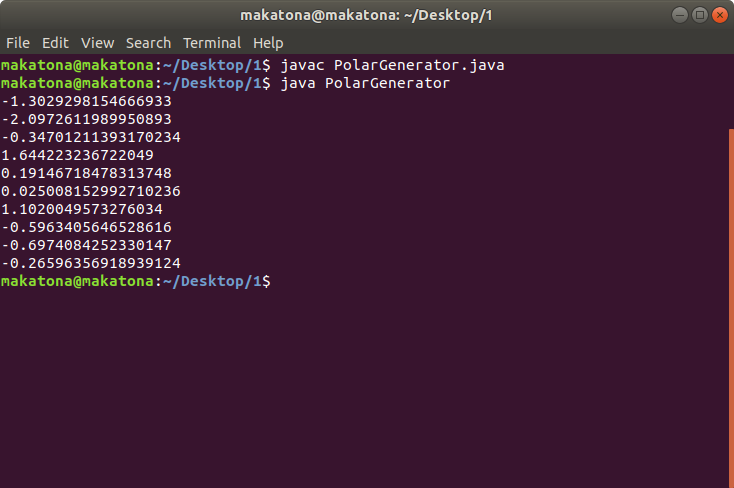 makatona@makatona: ~/Desktop/1
File Edit View Search Terminal Help
makatona@makatona:~/Desktop/1$ javac PolarGenerator.java
makatona@makatona:~/Desktop/1$ java PolarGenerator
-1.3029298154666933
-2.0972611989950893
-0.34701211393170234
1.644223236722049
0.19146718478313748
0.025008152992710236
1.1020049573276034
-0.5963405646528616
-0.6974084252330147
-0.26596356918939124
makatona@makatona:~/Desktop/1$